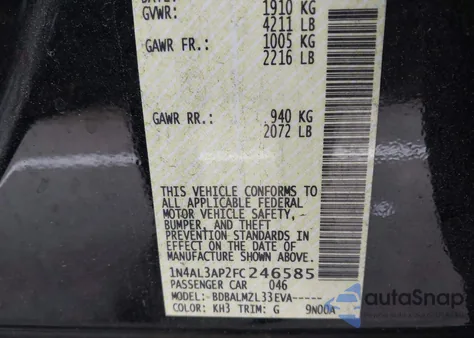 GVWR: 1910 KG
4211 LB
GAWR FR.: 1005 KG
2216 LB
GAWR RR.: 940 KG
2072 LB
THIS VEHICLE CONFORMS TO
ALL APPLICABLE FEDERAL
MOTOR VEHICLE SAFETY,
BUMPER, AND THEFT
PREVENTION STANDARDS IN
EFFECT ON THE DATE OF
MANUFACTURE SHOWN ABOVE.
1N4AL3AP2FC246585
PASSENGER CAR 046
MODEL:-BDBALMZL33EVA-----
COLOR: KH3 TRIM: G 9N00A
autoSnap